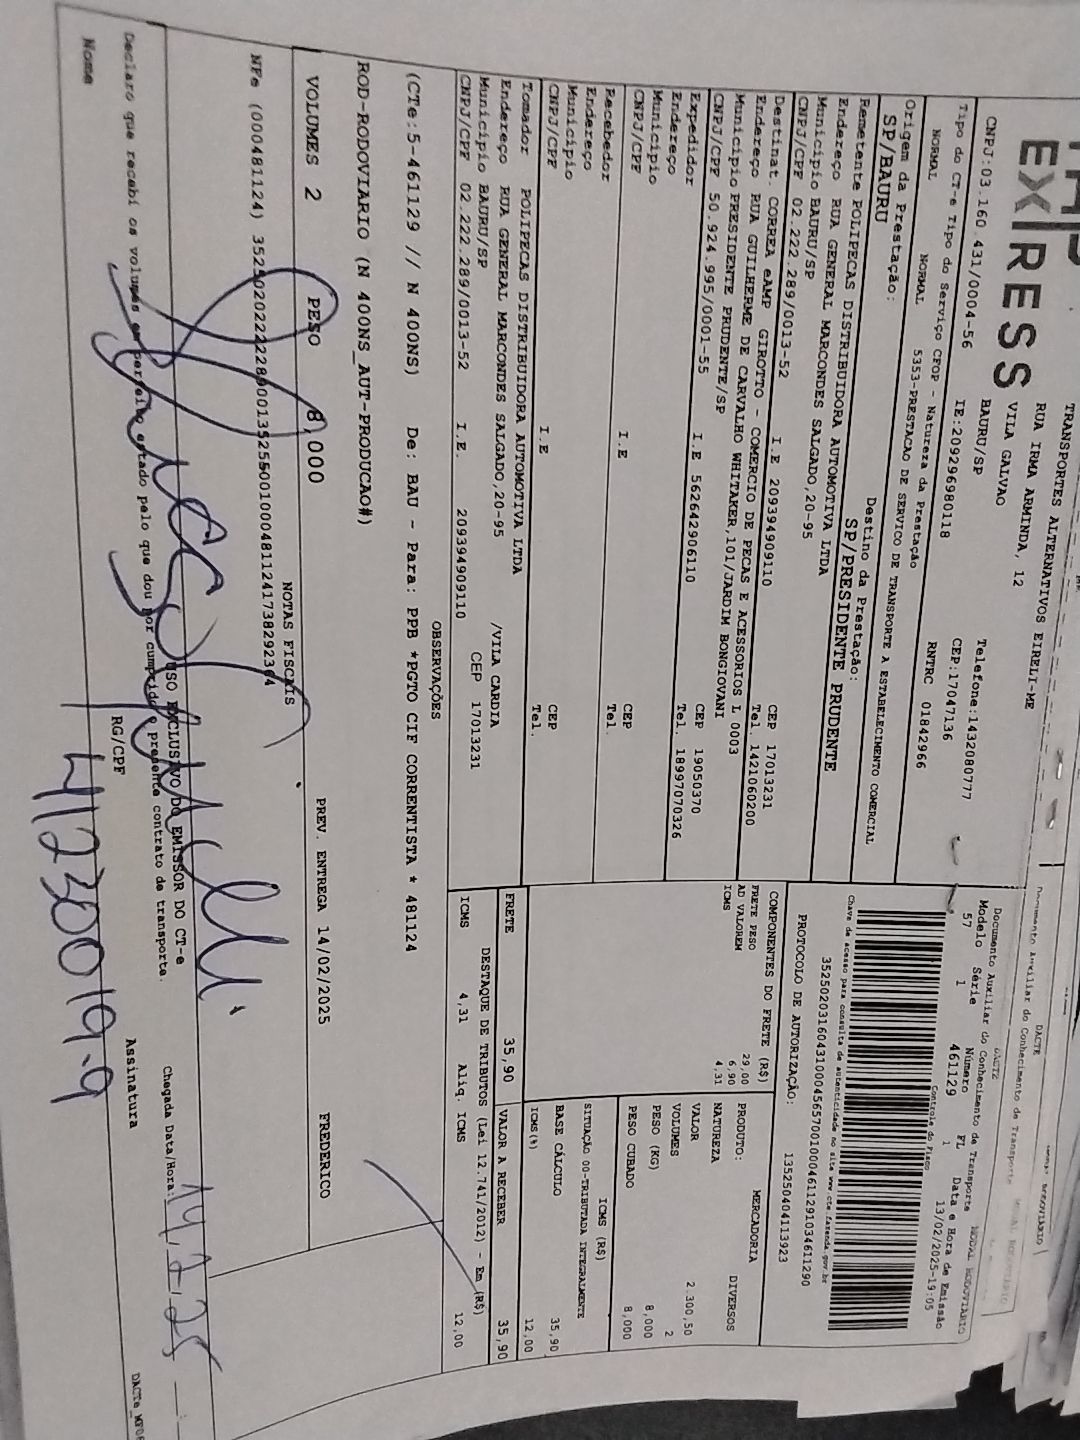 EX|RESS
TRANSPORTES ALTERNATIVOS EIRELI-ME
RUA IRMA ARMINDA, 12
VILA GALVAO
BAURU/SP
Telefone:1432080777
CNPJ:03.160.431/0004-56
IE:209296980118
CEP:17047136
Tipo do CT-e Tipo do Serviço CFOP - Natureza da Prestação
RNTRC 01842966
NORMAL NORMAL 5353-PRESTACAO DE SERVICO DE TRANSPORTE A ESTABELECIMENTO COMERCIAL
Origem da Prestação:
Destino da Prestação:
SP/BAURU
SP/PRESIDENTE PRUDENTE
DACTE
Documento Auxiliar do Conhecimento de Transporte
Documento Auxiliar do Conhecimento de Transporte MODAL RODOVIARIO
Modelo Série Número FL Data e Hora de Emissão
57 1 461129 1 13/02/2025-19:05
Controle do Fisco
Chave de acesso para consulta de autenticidade no site www.cte.fazenda.gov.br
35250203160431000456570010004611291034611290
PROTOCOLO DE AUTORIZAÇÃO: 135250404113923
Remetente POLIPECAS DISTRIBUIDORA AUTOMOTIVA LTDA
Endereço RUA GENERAL MARCONDES SALGADO,20-95
Município BAURU/SP CEP 17013231
CNPJ/CPF 02.222.289/0013-52 I.E 209394909110 Tel. 1421060200
Destinat. CORREA eAMP GIROTTO - COMERCIO DE PECAS E ACESSORIOS L 0003
Endereço RUA GUILHERME DE CARVALHO WHITAKER,101/JARDIM BONGIOVANI
Município PRESIDENTE PRUDENTE/SP CEP 19050370
CNPJ/CPF 50.924.995/0001-55 I.E 562642906110 Tel. 18997070326
Expedidor
Endereço
Município CEP
CNPJ/CPF I.E Tel.
Recebedor
Endereço
Município CEP
CNPJ/CPF I.E Tel.
Tomador POLIPECAS DISTRIBUIDORA AUTOMOTIVA LTDA
Endereço RUA GENERAL MARCONDES SALGADO,20-95 /VILA CARDIA
Município BAURU/SP CEP 17013231
CNPJ/CPF 02.222.289/0013-52 I.E. 209394909110
COMPONENTES DO FRETE (R$)
FRETE PESO 29,00
AD VALOREM 6,90
ICMS 4,31
PRODUTO: MERCADORIA
NATUREZA DIVERSOS
VALOR 2.300,50
VOLUMES 2
PESO (KG) 8,000
PESO CUBADO 8,000
ICMS (R$)
SITUAÇÃO 00-TRIBUTADA INTEGRALMENTE
BASE CÁLCULO 35,90
ICMS(%) 12,00
FRETE 35,90 VALOR A RECEBER 35,90
DESTAQUE DE TRIBUTOS (Lei 12.741/2012) - Em (R$)
ICMS 4,31 Aliq. ICMS 12,00
OBSERVAÇÕES
(CTe:5-461129 // N 400NS) De: BAU - Para: PPB *PGTO CIF CORRENTISTA * 481124
ROD-RODOVIARIO (N 400NS_AUT-PRODUCAO#)
VOLUMES 2 PESO 8,000 PREV. ENTREGA 14/02/2025 FREDERICO
NOTAS FISCAIS
NFe (000481124) 35250202222289001352550010004811241738292364
USO EXCLUSIVO DO EMISSOR DO CT-e
Declaro que recebi os volumes em perfeito estado pelo que dou por cumprido o presente contrato de transporte.
Chegada Data/Hora: 14/2/25
Nome RG/CPF Assinatura
41230019-9